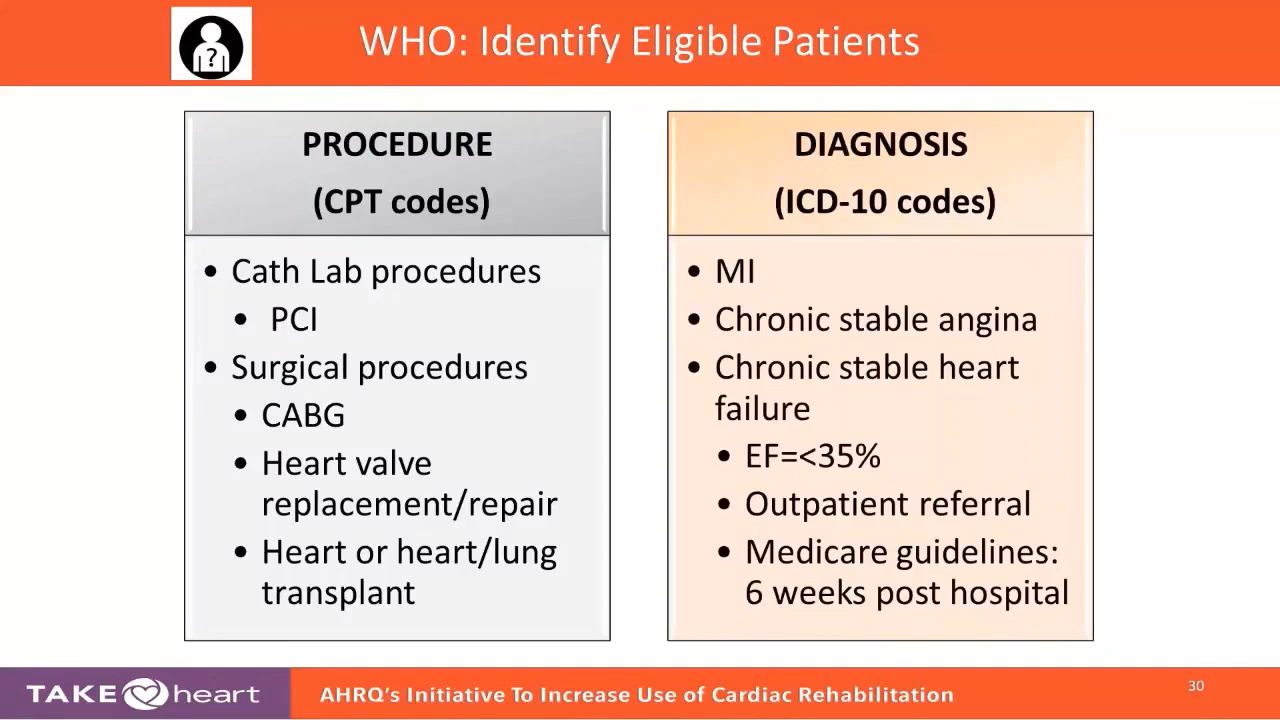 ?
WHO: Identify Eligible Patients
PROCEDURE
(CPT codes)
• Cath Lab procedures
• PCI
• Surgical procedures
• CABG
• Heart valve
replacement/repair
• Heart or heart/lung
transplant
DIAGNOSIS
(ICD-10 codes)
• MI
• Chronic stable angina
• Chronic stable heart
failure
• EF=<35%
• Outpatient referral
• Medicare guidelines:
6 weeks post hospital
TAKE heart
AHRQ's Initiative To Increase Use of Cardiac Rehabilitation
30